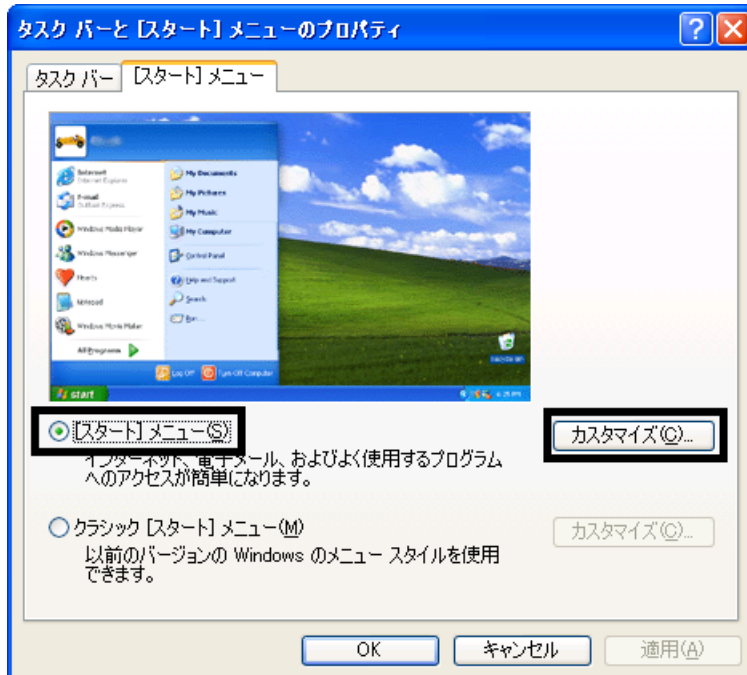 タスク バーと [スタート] メニューのプロパティ
タスク バー
[スタート] メニュー
Internet
Internet Explorer
E-mail
Outlook Express
Windows Media Player
Windows Messenger
Hearts
Notepad
Windows Movie Maker
All Programs
My Documents
My Pictures
My Music
My Computer
Control Panel
Help and Support
Search
Run...
Log Off
Turn Off Computer
start
Recycle Bin
[スタート] メニュー(S)
カスタマイズ(C)...
インターネット、電子メール、およびよく使用するプログラム
へのアクセスが簡単になります。
クラシック [スタート] メニュー(M)
カスタマイズ(C)...
以前のバージョンの Windows のメニュー スタイルを使用
できます。
OK
キャンセル
適用(A)